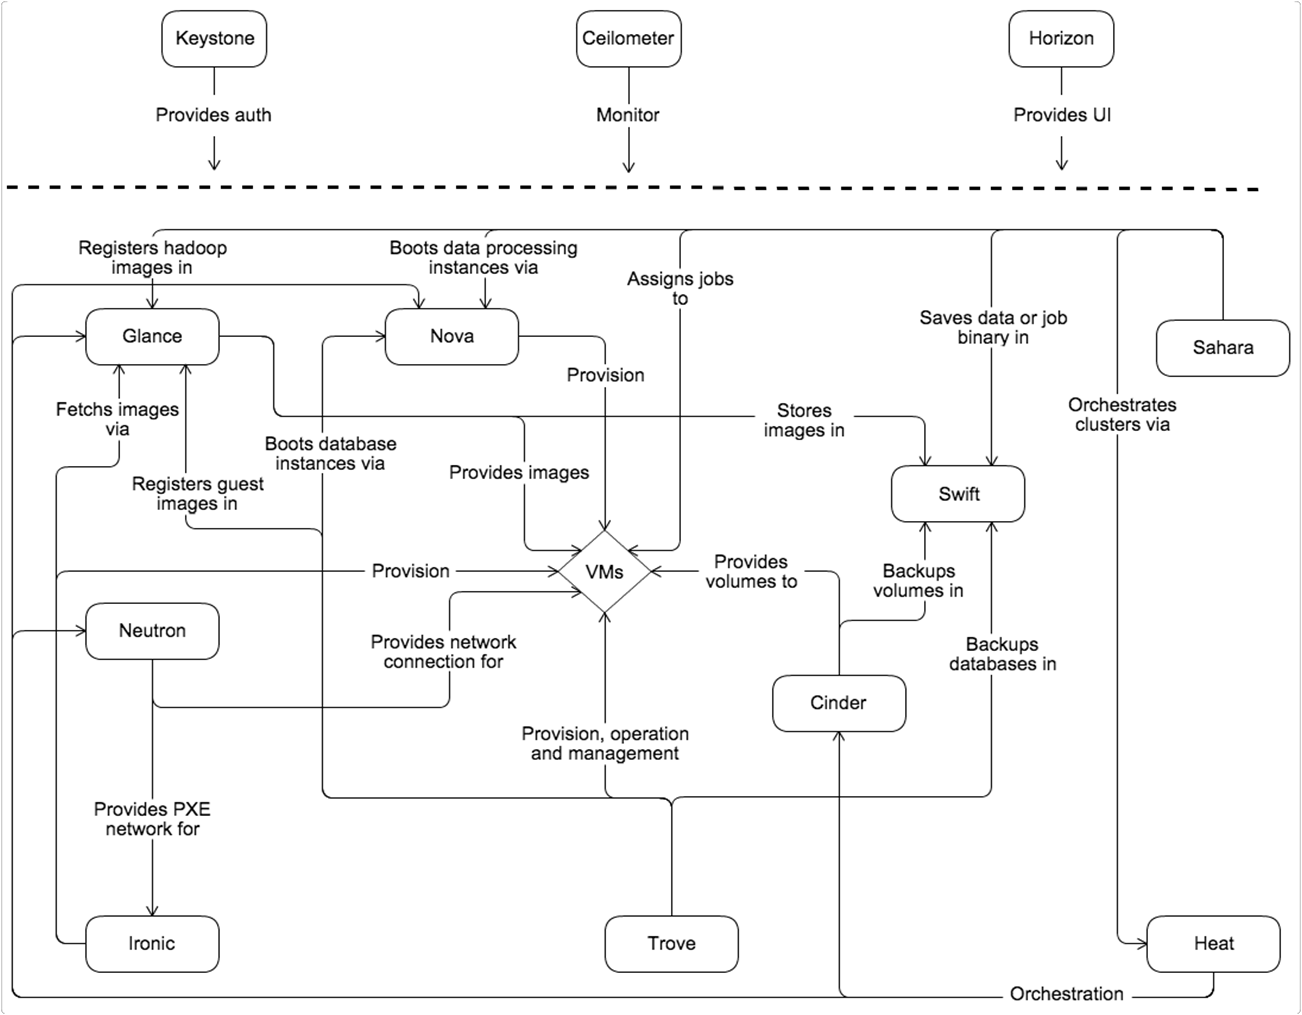 Keystone
Ceilometer
Horizon
Provides auth
Monitor
Provides UI
Registers hadoop
images in
Boots data processing
instances via
Assigns jobs
to
Saves data or job
binary in
Glance
Nova
Sahara
Provision
Fetchs images
via
Stores
images in
Orchestrates
clusters via
Boots database
instances via
Provides images
Registers guest
images in
Swift
Provision
VMs
Provides
volumes to
Backups
volumes in
Neutron
Provides network
connection for
Backups
databases in
Cinder
Provision, operation
and management
Provides PXE
network for
Ironic
Trove
Heat
Orchestration